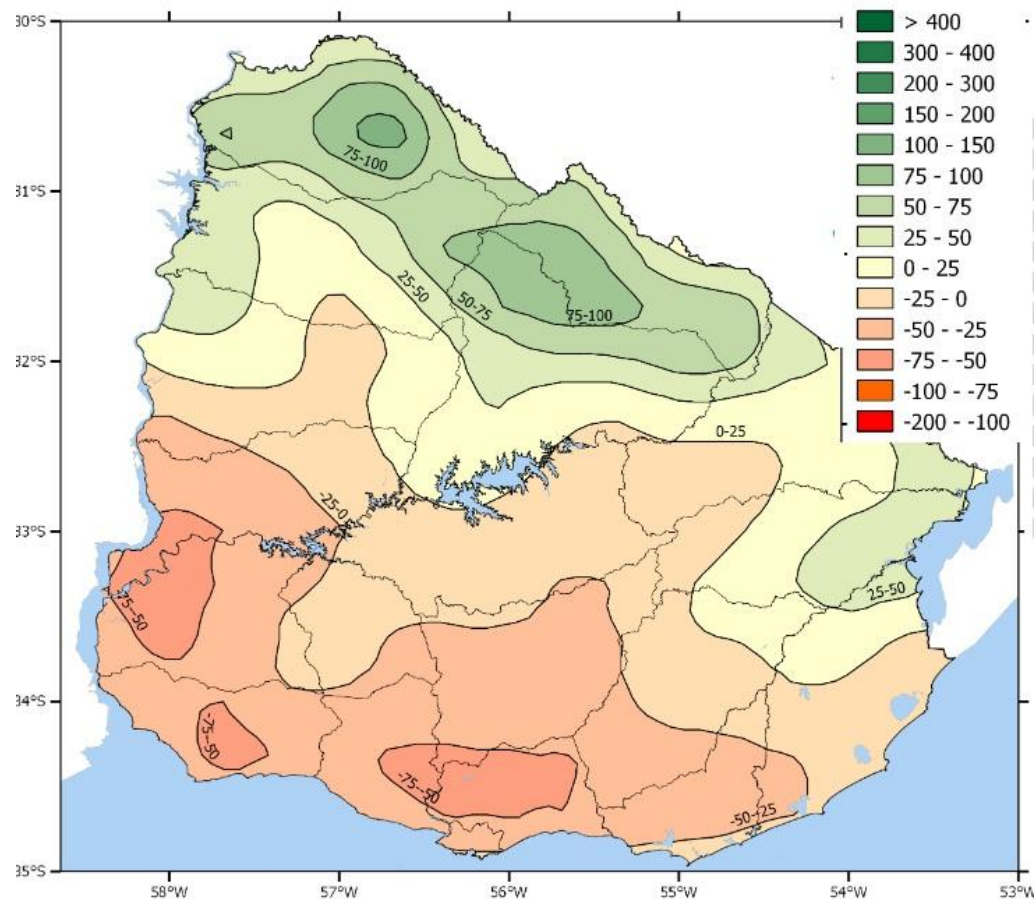 30°S
31°S
32°S
33°S
34°S
35°S
58°W
57°W
56°W
55°W
54°W
53°W
> 400
300 - 400
200 - 300
150 - 200
100 - 150
75 - 100
50 - 75
25 - 50
0 - 25
-25 - 0
-50 - -25
-75 - -50
-100 - -75
-200 - -100
75-100
25-50
50-75
75-100
0-25
-25-0
-75--50
25-50
-75--50
-75--50
-50--25